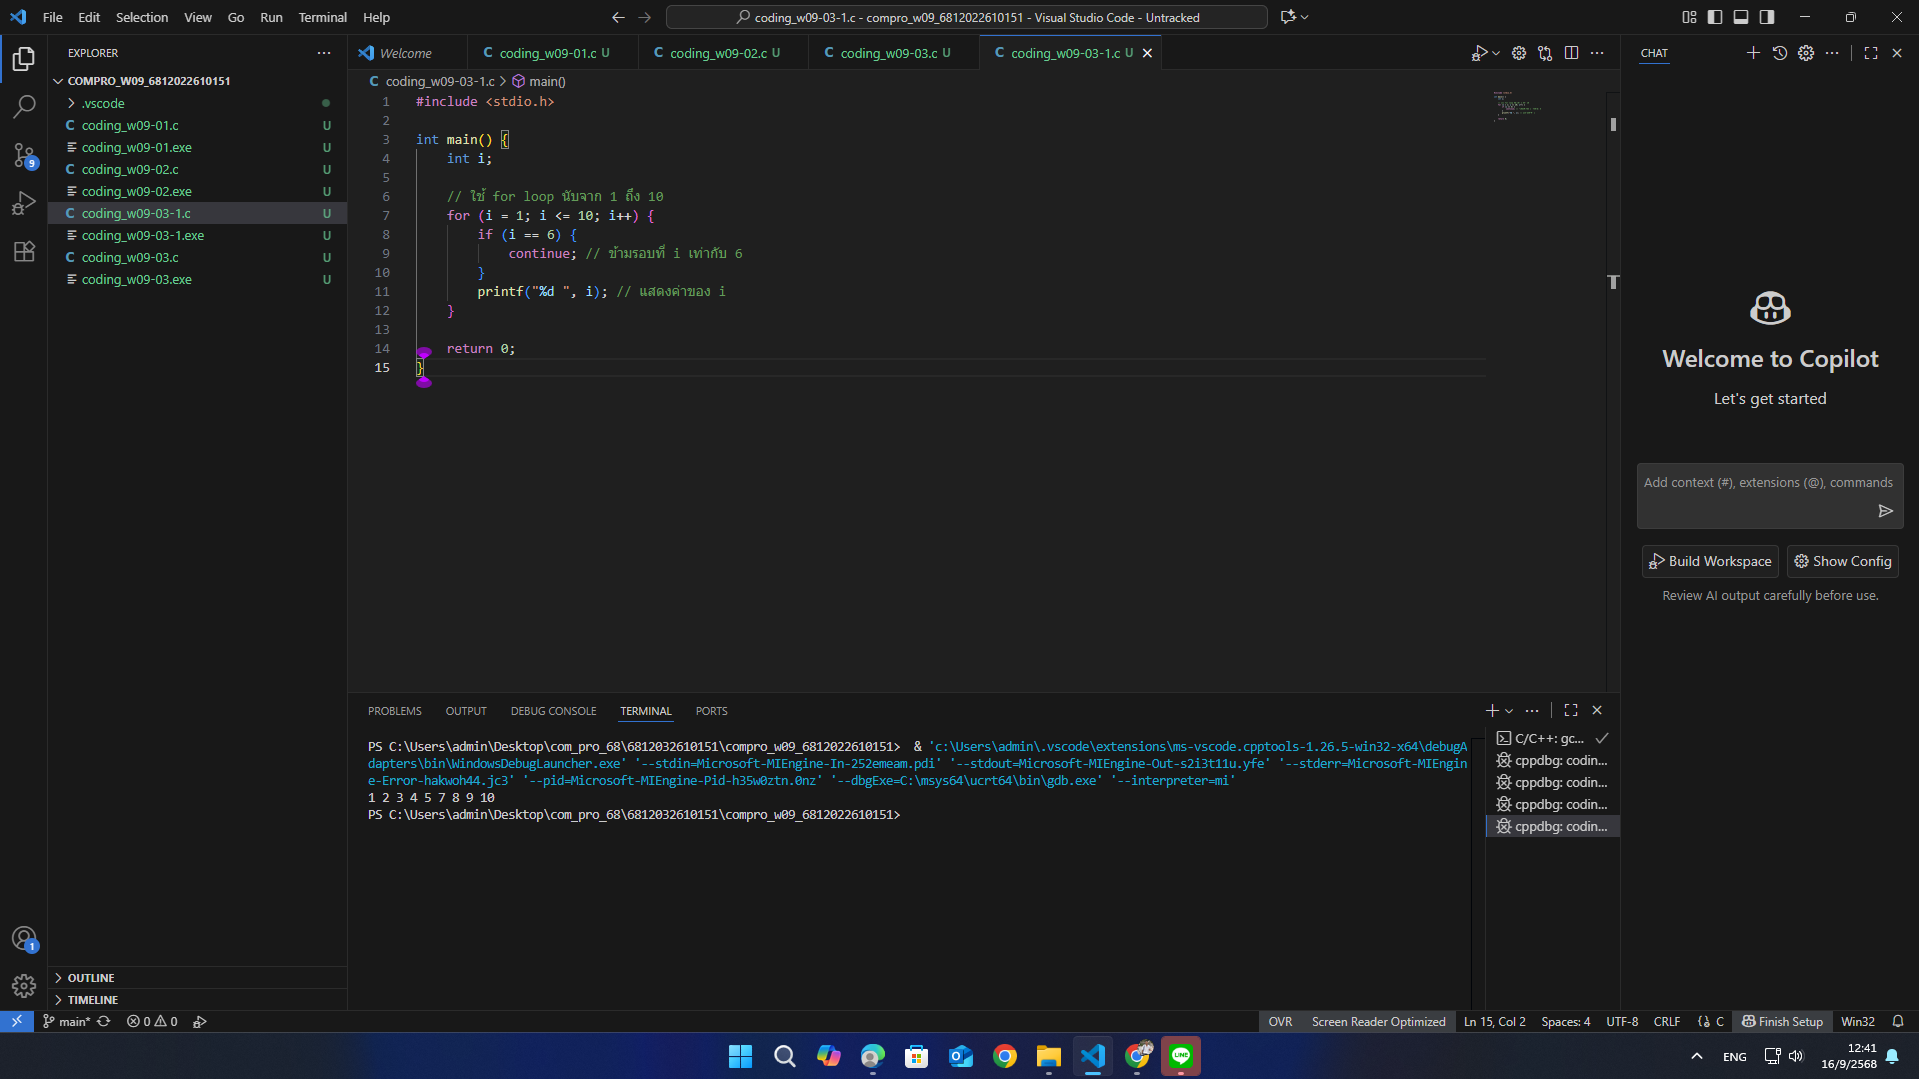 File Edit Selection View Go Run Terminal Help
coding_w09-03-1.c - compro_w09_6812022610151 - Visual Studio Code - Untracked
EXPLORER
COMPRO_W09_6812022610151
.vscode
coding_w09-01.c U
coding_w09-01.exe U
coding_w09-02.c U
coding_w09-02.exe U
coding_w09-03-1.c U
coding_w09-03-1.exe U
coding_w09-03.c U
coding_w09-03.exe U
9
1
OUTLINE
TIMELINE
Welcome
C coding_w09-01.c U
C coding_w09-02.c U
C coding_w09-03.c U
C coding_w09-03-1.c U
C coding_w09-03-1.c > main()
1 #include <stdio.h>
2
3 int main() {
4 int i;
5
6 // ใช้ for loop นับจาก 1 ถึง 10
7 for (i = 1; i <= 10; i++) {
8 if (i == 6) {
9 continue; // ข้ามรอบที่ i เท่ากับ 6
10 }
11 printf("%d ", i); // แสดงค่าของ i
12 }
13
14 return 0;
15 }
PROBLEMS OUTPUT DEBUG CONSOLE TERMINAL PORTS
PS C:\Users\admin\Desktop\com_pro_68\6812032610151\compro_w09_6812022610151> & 'c:\Users\admin\.vscode\extensions\ms-vscode.cpptools-1.26.5-win32-x64\debugA
dapters\bin\WindowsDebugLauncher.exe' '--stdin=Microsoft-MIEngine-In-252emeam.pdi' '--stdout=Microsoft-MIEngine-Out-s2i3t11u.yfe' '--stderr=Microsoft-MIEngin
e-Error-hakwoh44.jc3' '--pid=Microsoft-MIEngine-Pid-h35w0ztn.0nz' '--dbgExe=C:\msys64\ucrt64\bin\gdb.exe' '--interpreter=mi'
1 2 3 4 5 7 8 9 10
PS C:\Users\admin\Desktop\com_pro_68\6812032610151\compro_w09_6812022610151>
C/C++: gc...
cppdbg: codin...
cppdbg: codin...
cppdbg: codin...
cppdbg: codin...
CHAT
Welcome to Copilot
Let's get started
Add context (#), extensions (@), commands
Build Workspace
Show Config
Review AI output carefully before use.
main* 0 0
OVR Screen Reader Optimized Ln 15, Col 2 Spaces: 4 UTF-8 CRLF {} C Finish Setup Win32
LINE
ENG
12:41
16/9/2568